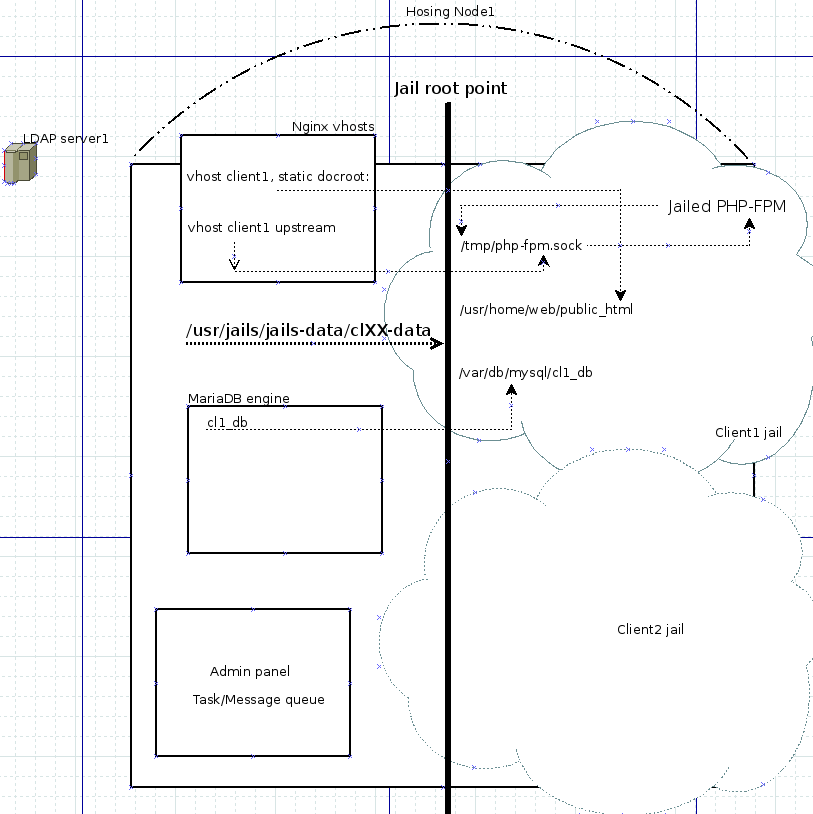 Hosing Node1
Jail root point
LDAP server1
Nginx vhosts
vhost client1, static docroot:
Jailed PHP-FPM
vhost client1 upstream
/tmp/php-fpm.sock
/usr/home/web/public_html
/usr/jails/jails-data/clXX-data
/var/db/mysql/cl1_db
MariaDB engine
cl1_db
Client1 jail
Client2 jail
Admin panel
Task/Message queue